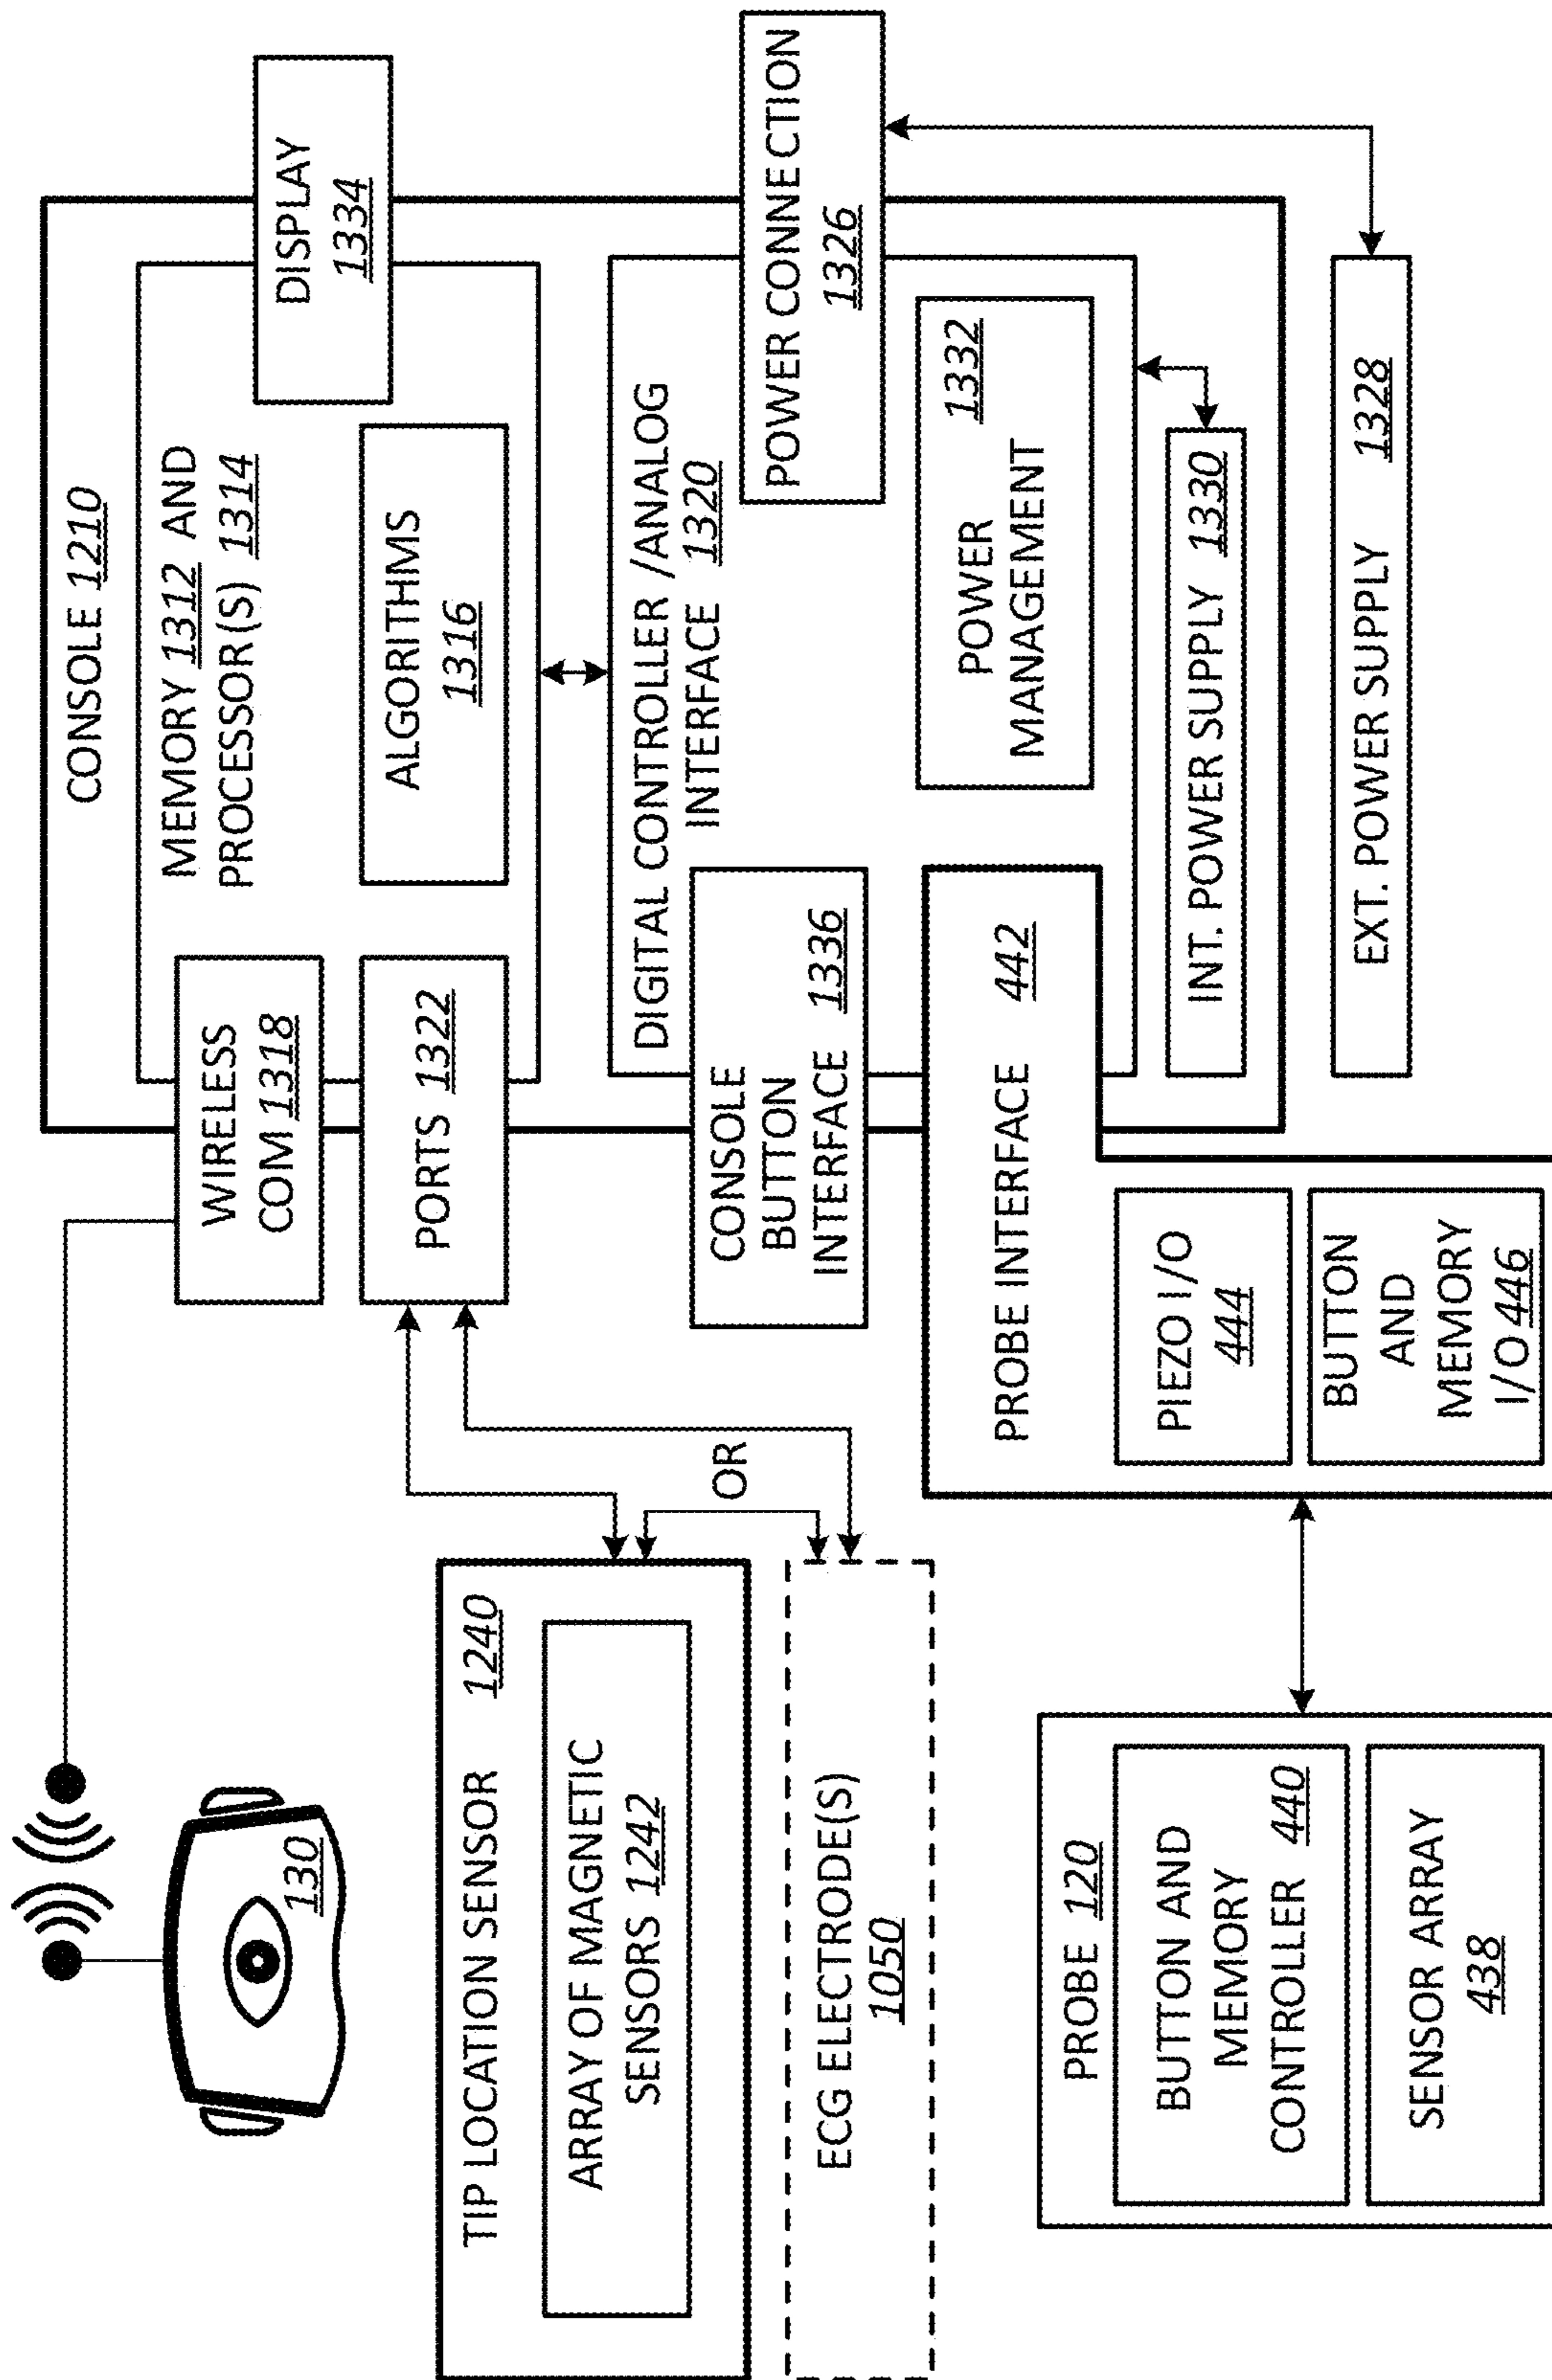 130
CONSOLE 1210
WIRELESS
COM 1318
MEMORY 1312 AND
PROCESSOR(S) 1314
DISPLAY
1334
PORTS 1322
ALGORITHMS
1316
TIP LOCATION SENSOR 1240
ARRAY OF MAGNETIC
SENSORS 1242
OR
ECG ELECTRODE(S)
1050
DIGITAL CONTROLLER /ANALOG
INTERFACE 1320
CONSOLE
BUTTON
INTERFACE 1336
POWER CONNECTION
1326
PROBE INTERFACE 442
POWER
MANAGEMENT
1332
PIEZO I/O
444
BUTTON
AND
MEMORY
I/O 446
INT. POWER SUPPLY 1330
EXT. POWER SUPPLY 1328
PROBE 120
BUTTON AND
MEMORY
CONTROLLER 440
SENSOR ARRAY
438